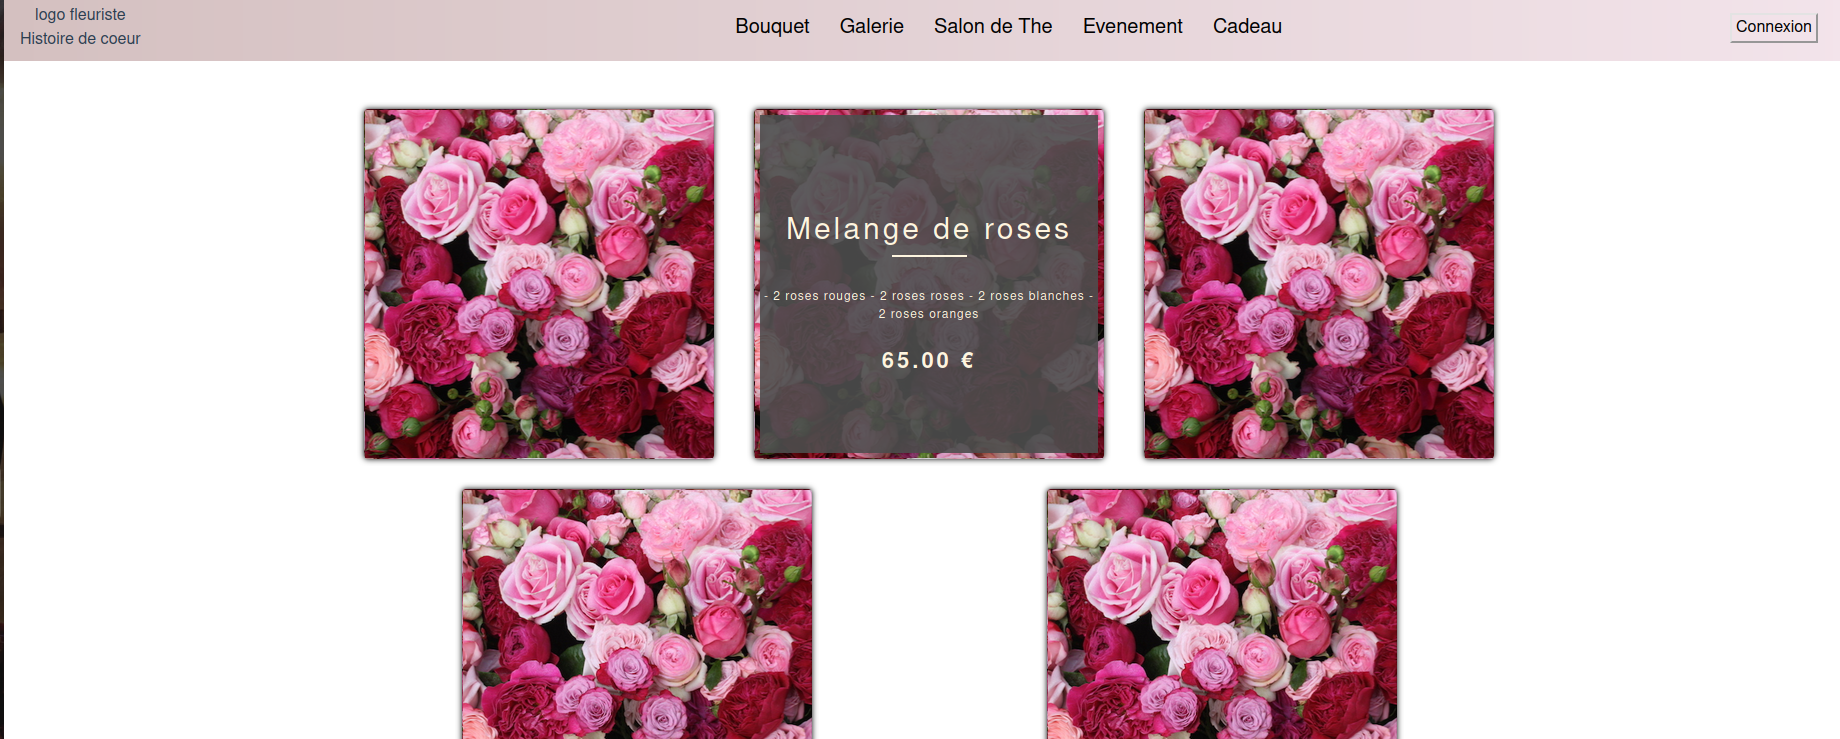 logo fleuriste
Histoire de coeur
Bouquet Galerie Salon de The Evenement Cadeau
Connexion
Melange de roses
- 2 roses rouges - 2 roses roses - 2 roses blanches -
2 roses oranges
65.00 €